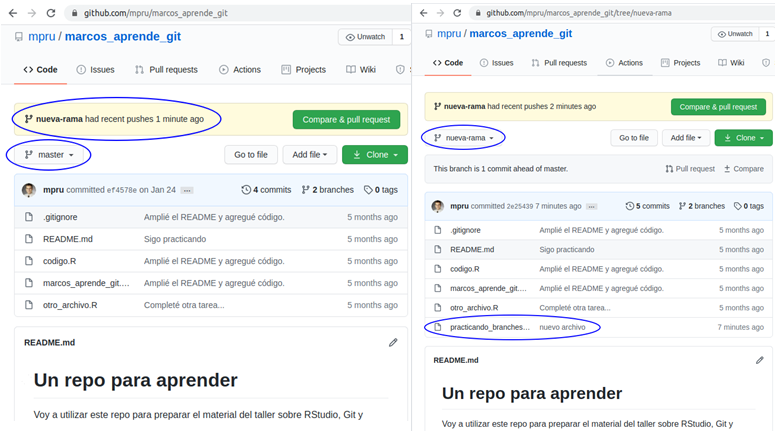 github.com/mpru/marcos_aprende_git
mpru / marcos_aprende_git
Unwatch 1
Code Issues Pull requests Actions Projects Wiki
nueva-rama had recent pushes 1 minute ago Compare & pull request
master Go to file Add file Clone
mpru committed ef4578e on Jan 24 ... 4 commits 2 branches 0 tags
.gitignore Amplié el README y agregué código. 5 months ago
README.md Sigo practicando 5 months ago
codigo.R Amplié el README y agregué código. 5 months ago
marcos_aprende_git.... Amplié el README y agregué código. 5 months ago
otro_archivo.R Completé otra tarea... 5 months ago
README.md
Un repo para aprender
Voy a utilizar este repo para preparar el material del taller sobre RStudio, Git y
github.com/mpru/marcos_aprende_git/tree/nueva-rama
mpru / marcos_aprende_git
Unwatch 1
Code Issues Pull requests Actions Projects Wiki
nueva-rama had recent pushes 2 minutes ago Compare & pull request
nueva-rama Go to file Add file Clone
This branch is 1 commit ahead of master. Pull request Compare
mpru committed 2e25439 7 minutes ago ... 5 commits 2 branches 0 tags
.gitignore Amplié el README y agregué código. 5 months ago
README.md Sigo practicando 5 months ago
codigo.R Amplié el README y agregué código. 5 months ago
marcos_aprende_git.... Amplié el README y agregué código. 5 months ago
otro_archivo.R Completé otra tarea... 5 months ago
practicando_branches... nuevo archivo 7 minutes ago
README.md
Un repo para aprender
Voy a utilizar este repo para preparar el material del taller sobre RStudio, Git y